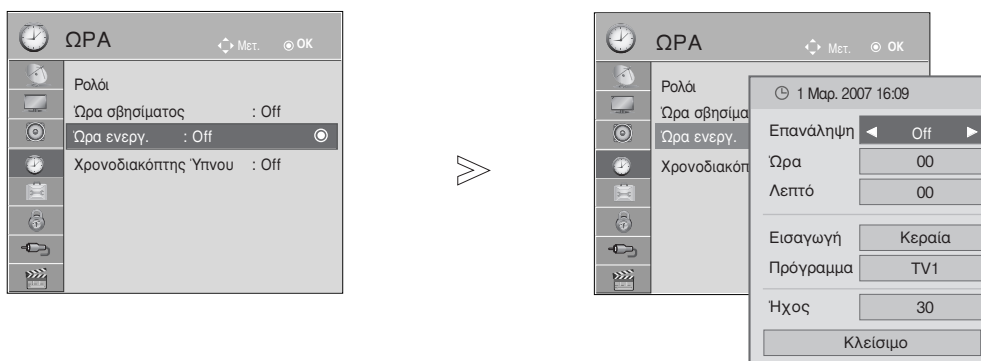 ΩΡΑ Μετ. OK
Ρολόι
Ώρα σβησίματος : Off
Ώρα ενεργ. : Off
Χρονοδιακόπτης Ύπνου : Off
ΩΡΑ Μετ. OK
Ρολόι
Ώρα σβησίμα
Ώρα ενεργ.
Χρονοδιακόπ
1 Μαρ. 2007 16:09
Επανάληψη Off
Ώρα 00
Λεπτό 00
Εισαγωγή Κεραία
Πρόγραμμα TV1
Ήχος 30
Κλείσιμο